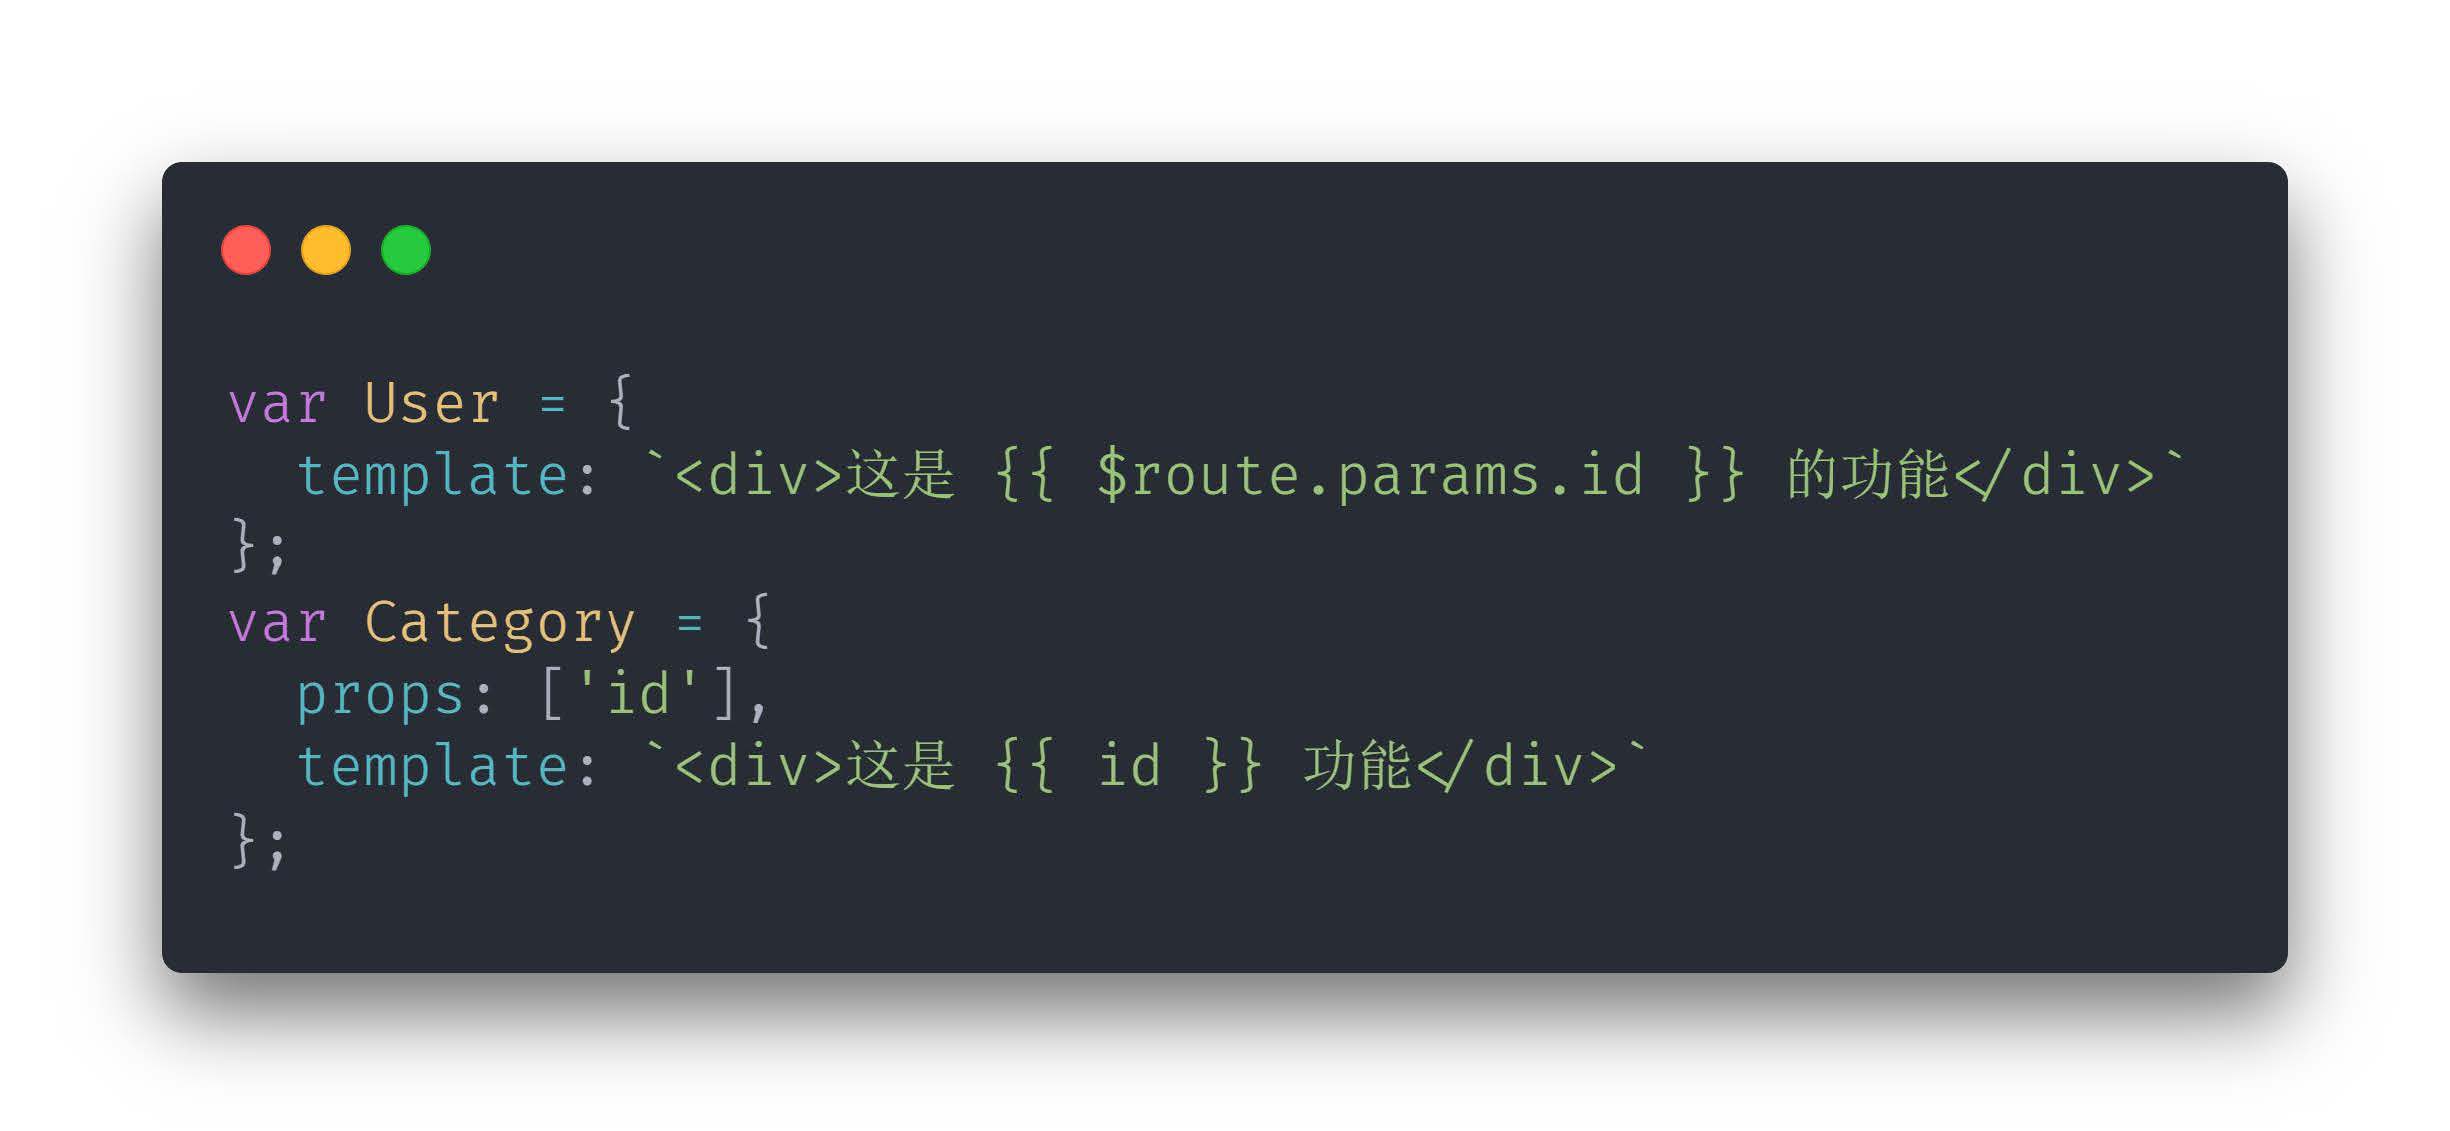 var User = {
  template: `<div>这是 {{ $route.params.id }} 的功能</div>`
};
var Category = {
  props: ['id'],
  template: `<div>这是 {{ id }} 功能</div>`
};